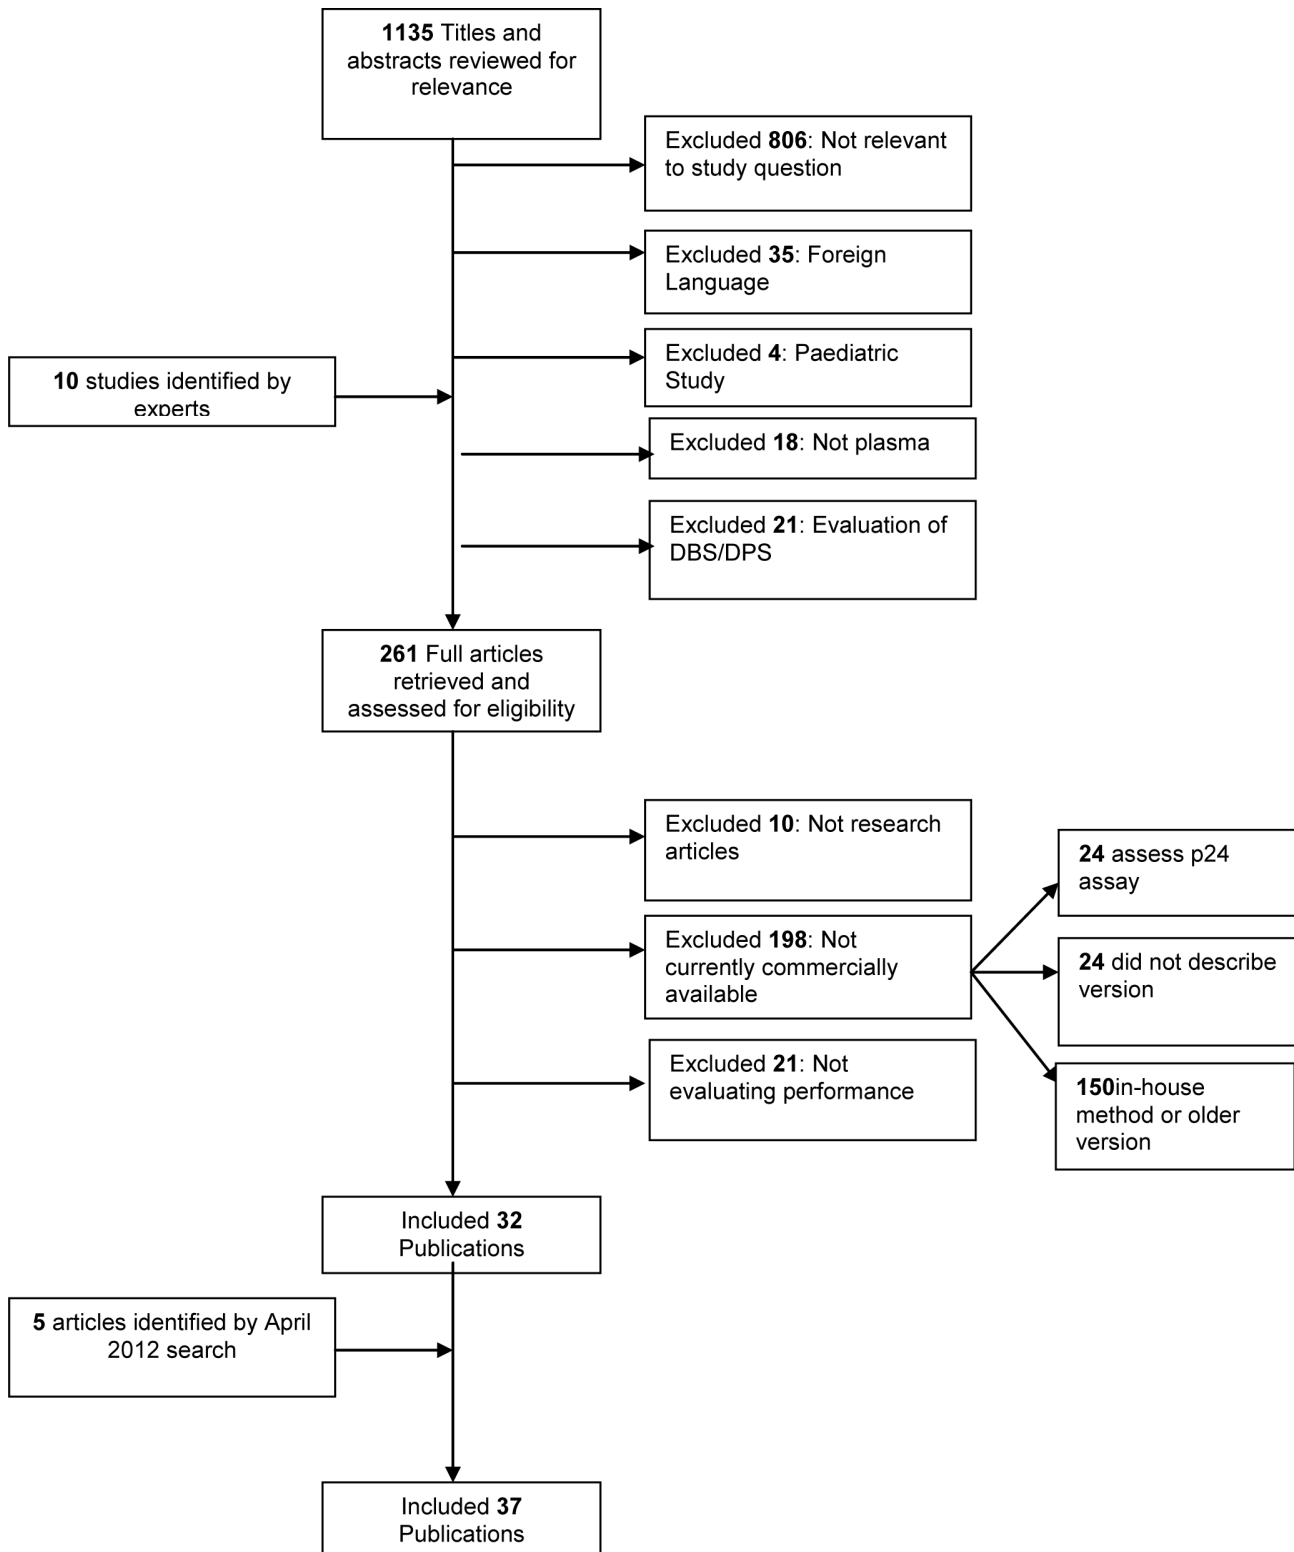 1135 Titles and
abstracts reviewed for
relevance
Excluded 806: Not relevant
to study question
Excluded 35: Foreign
Language
Excluded 4: Paediatric
Study
10 studies identified by
experts
Excluded 18: Not plasma
Excluded 21: Evaluation of
DBS/DPS
261 Full articles
retrieved and
assessed for eligibility
Excluded 10: Not research
articles
24 assess p24
assay
Excluded 198: Not
currently commercially
available
24 did not describe
version
Excluded 21: Not
evaluating performance
150in-house
method or older
version
Included 32
Publications
5 articles identified by April
2012 search
Included 37
Publications